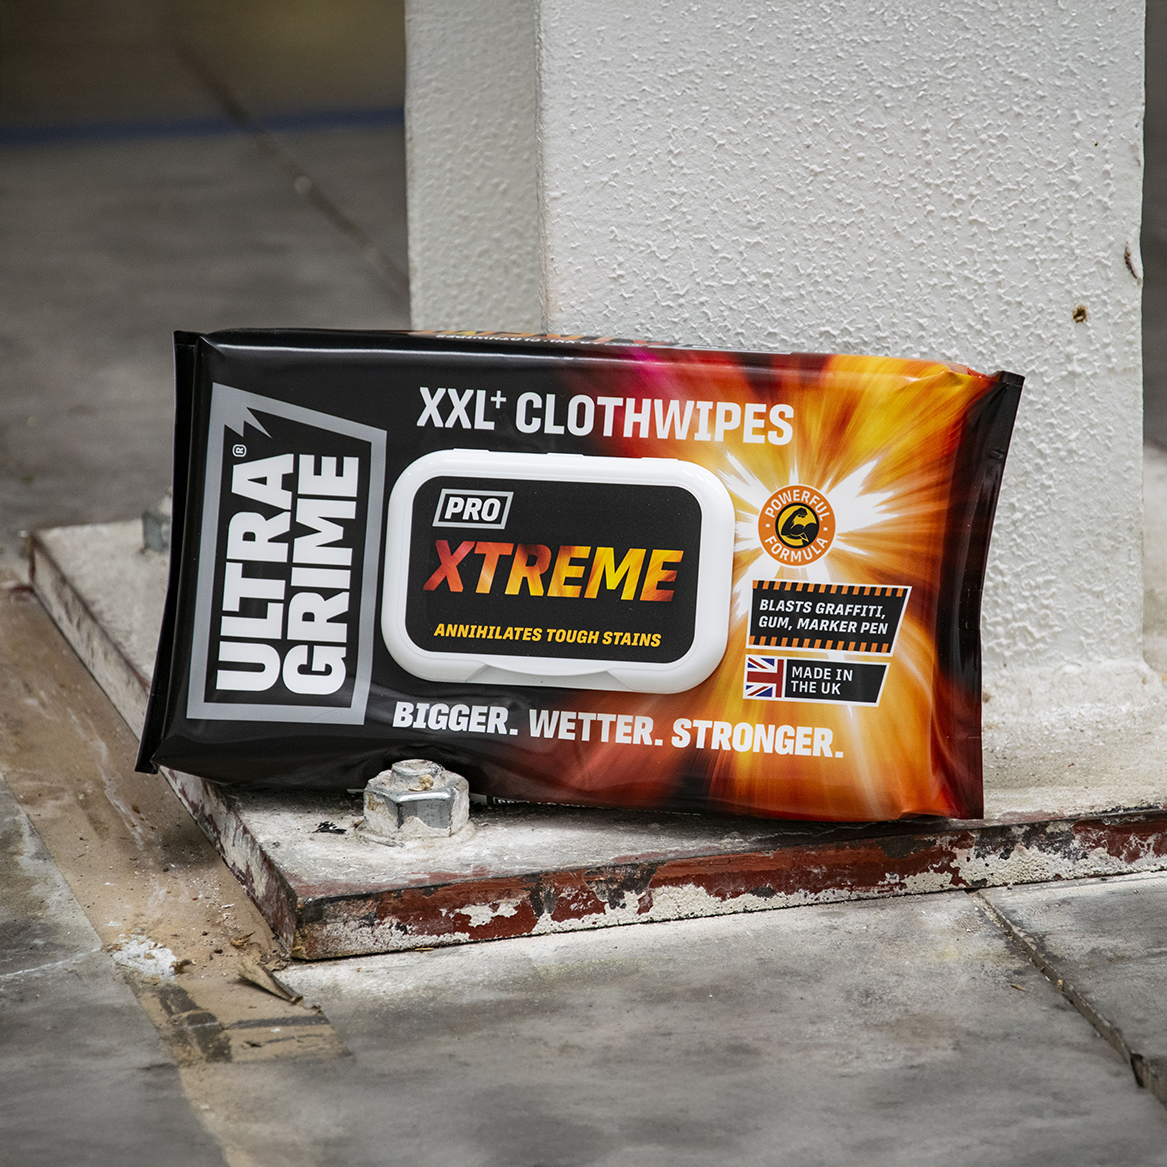 XXL+ CLOTHWIPES
ULTRA
GRIME®
PRO
XTREME
ANNIHILATES TOUGH STAINS
POWERFUL
FORMULA
BLASTS GRAFFITI,
GUM, MARKER PEN
MADE IN
THE UK
BIGGER. WETTER. STRONGER.